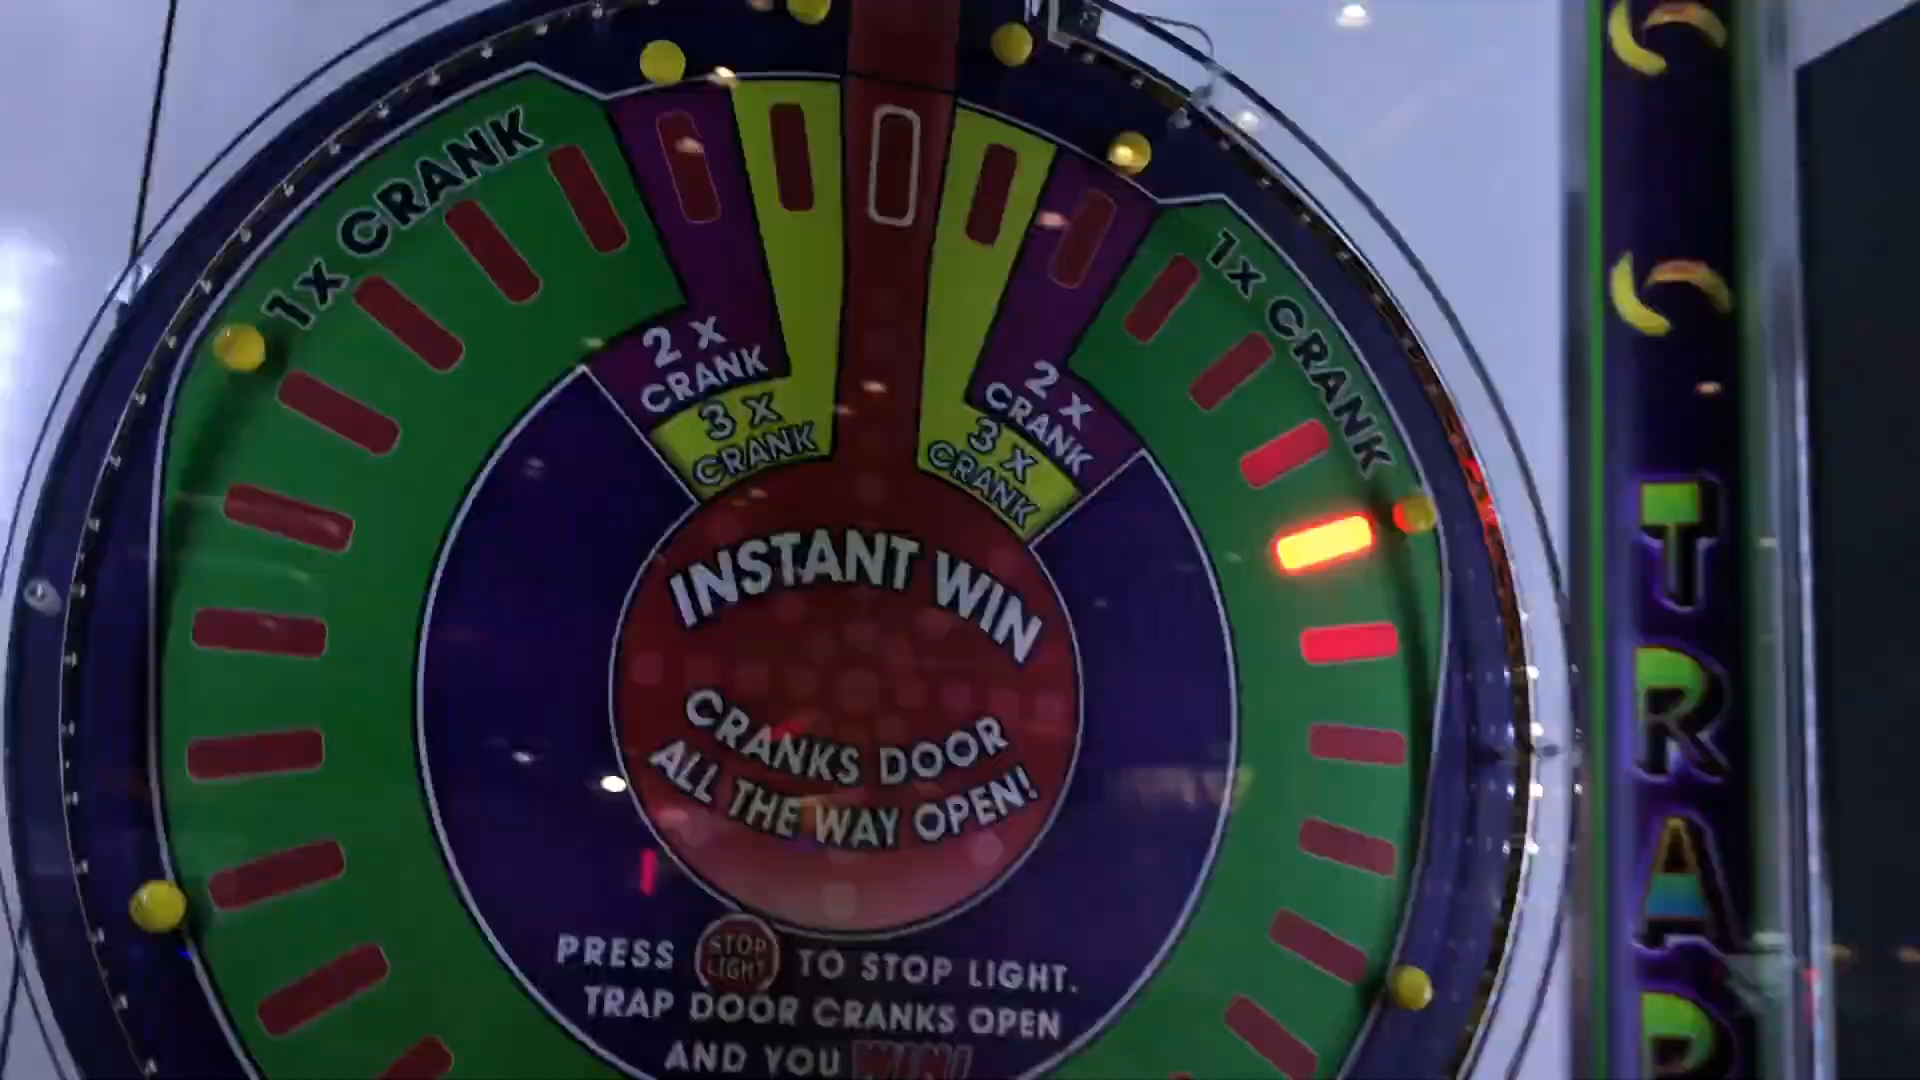 1x CRANK
1x CRANK
2 x
CRANK
3 x
CRANK
2 x
CRANK
3 x
CRANK
INSTANT WIN
CRANKS DOOR
ALL THE WAY OPEN!
PRESS STOP LIGHT TO STOP LIGHT.
TRAP DOOR CRANKS OPEN
AND YOU WIN!
TRAP